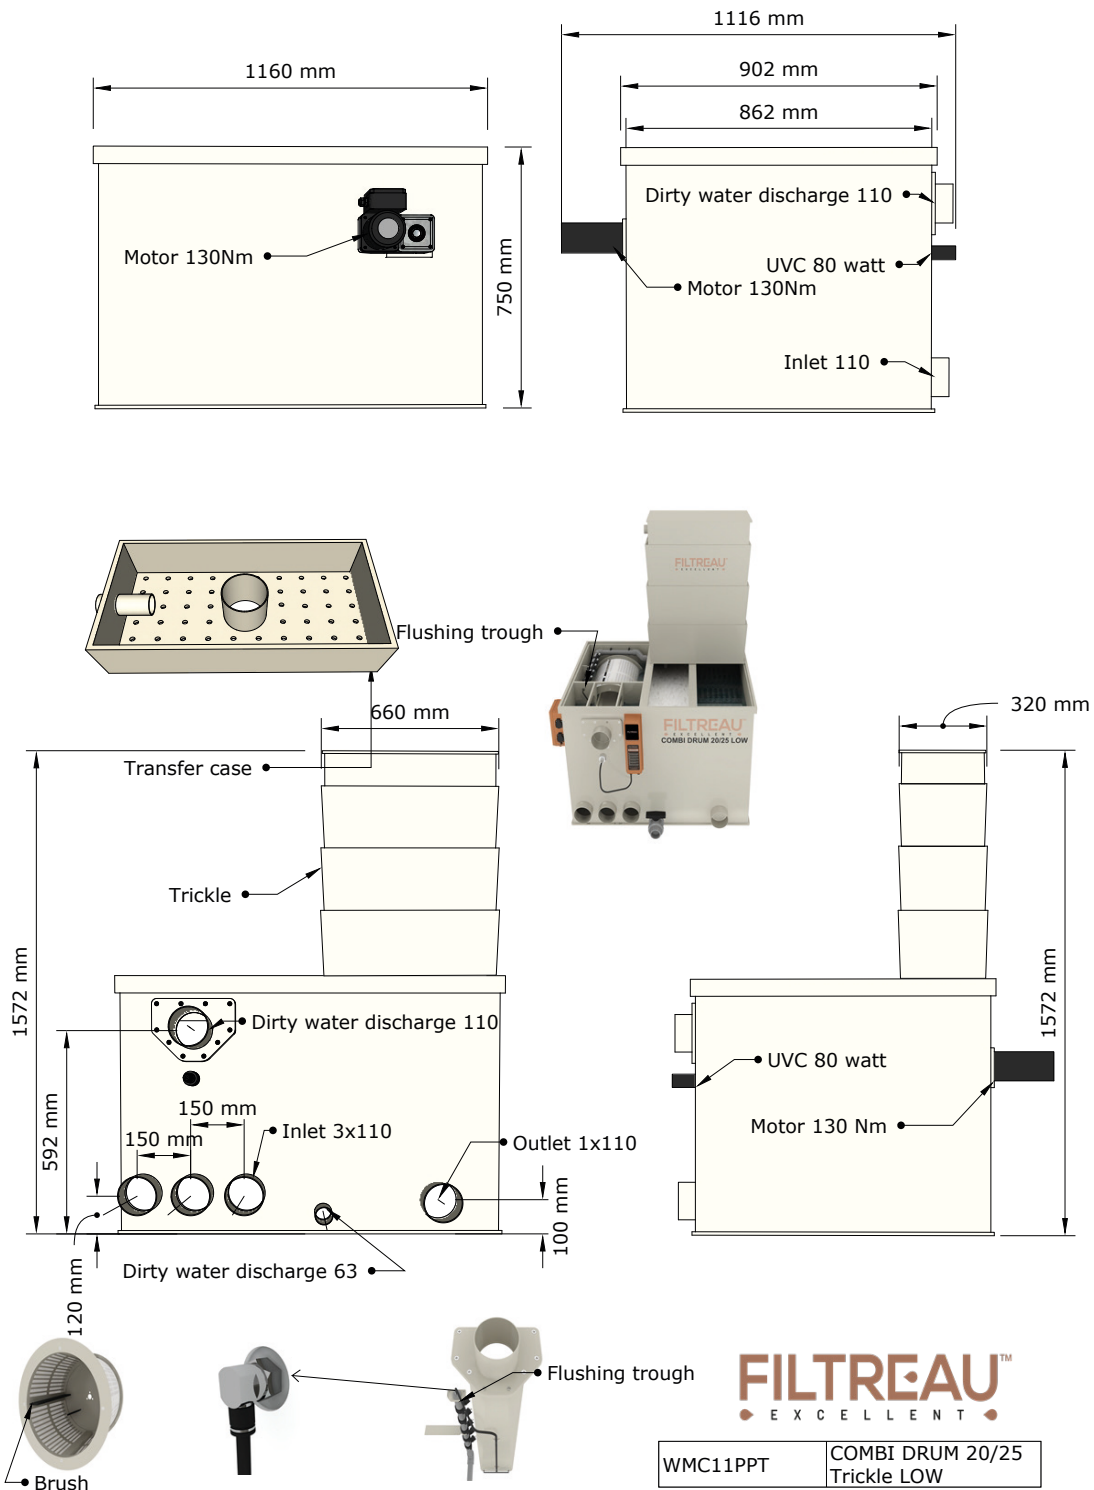 1116 mm
1160 mm
902 mm
862 mm
Dirty water discharge 110
Motor 130Nm
750 mm
UVC 80 watt
Motor 130Nm
Inlet 110
FILTREAU
EXCELLENT
Flushing trough
660 mm
320 mm
FILTREAU
EXCELLENT
COMBI DRUM 20/25 LOW
Transfer case
Trickle
1572 mm
1572 mm
Dirty water discharge 110
UVC 80 watt
592 mm
150 mm
150 mm
Inlet 3x110
Outlet 1x110
Motor 130 Nm
100 mm
Dirty water discharge 63
120 mm
Flushing trough
Brush
FILTREAU™
EXCELLENT
WMC11PPT
COMBI DRUM 20/25
Trickle LOW